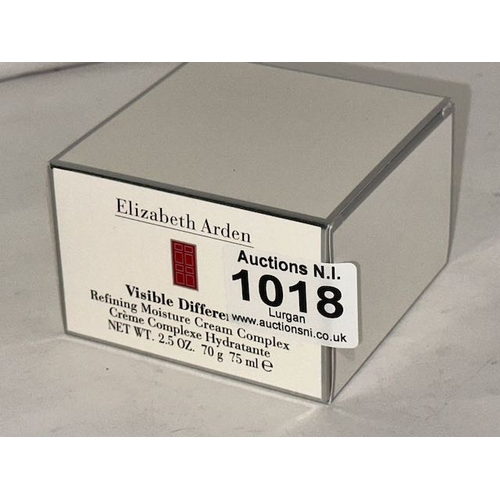 Elizabeth Arden
Visible Differen
Refining Moisture Cream Complex
Crème Complexe Hydratante
NET WT. 2.5 OZ. 70 g 75 ml ℮
Auctions N.I.
1018
Lurgan
www.auctionsni.co.uk